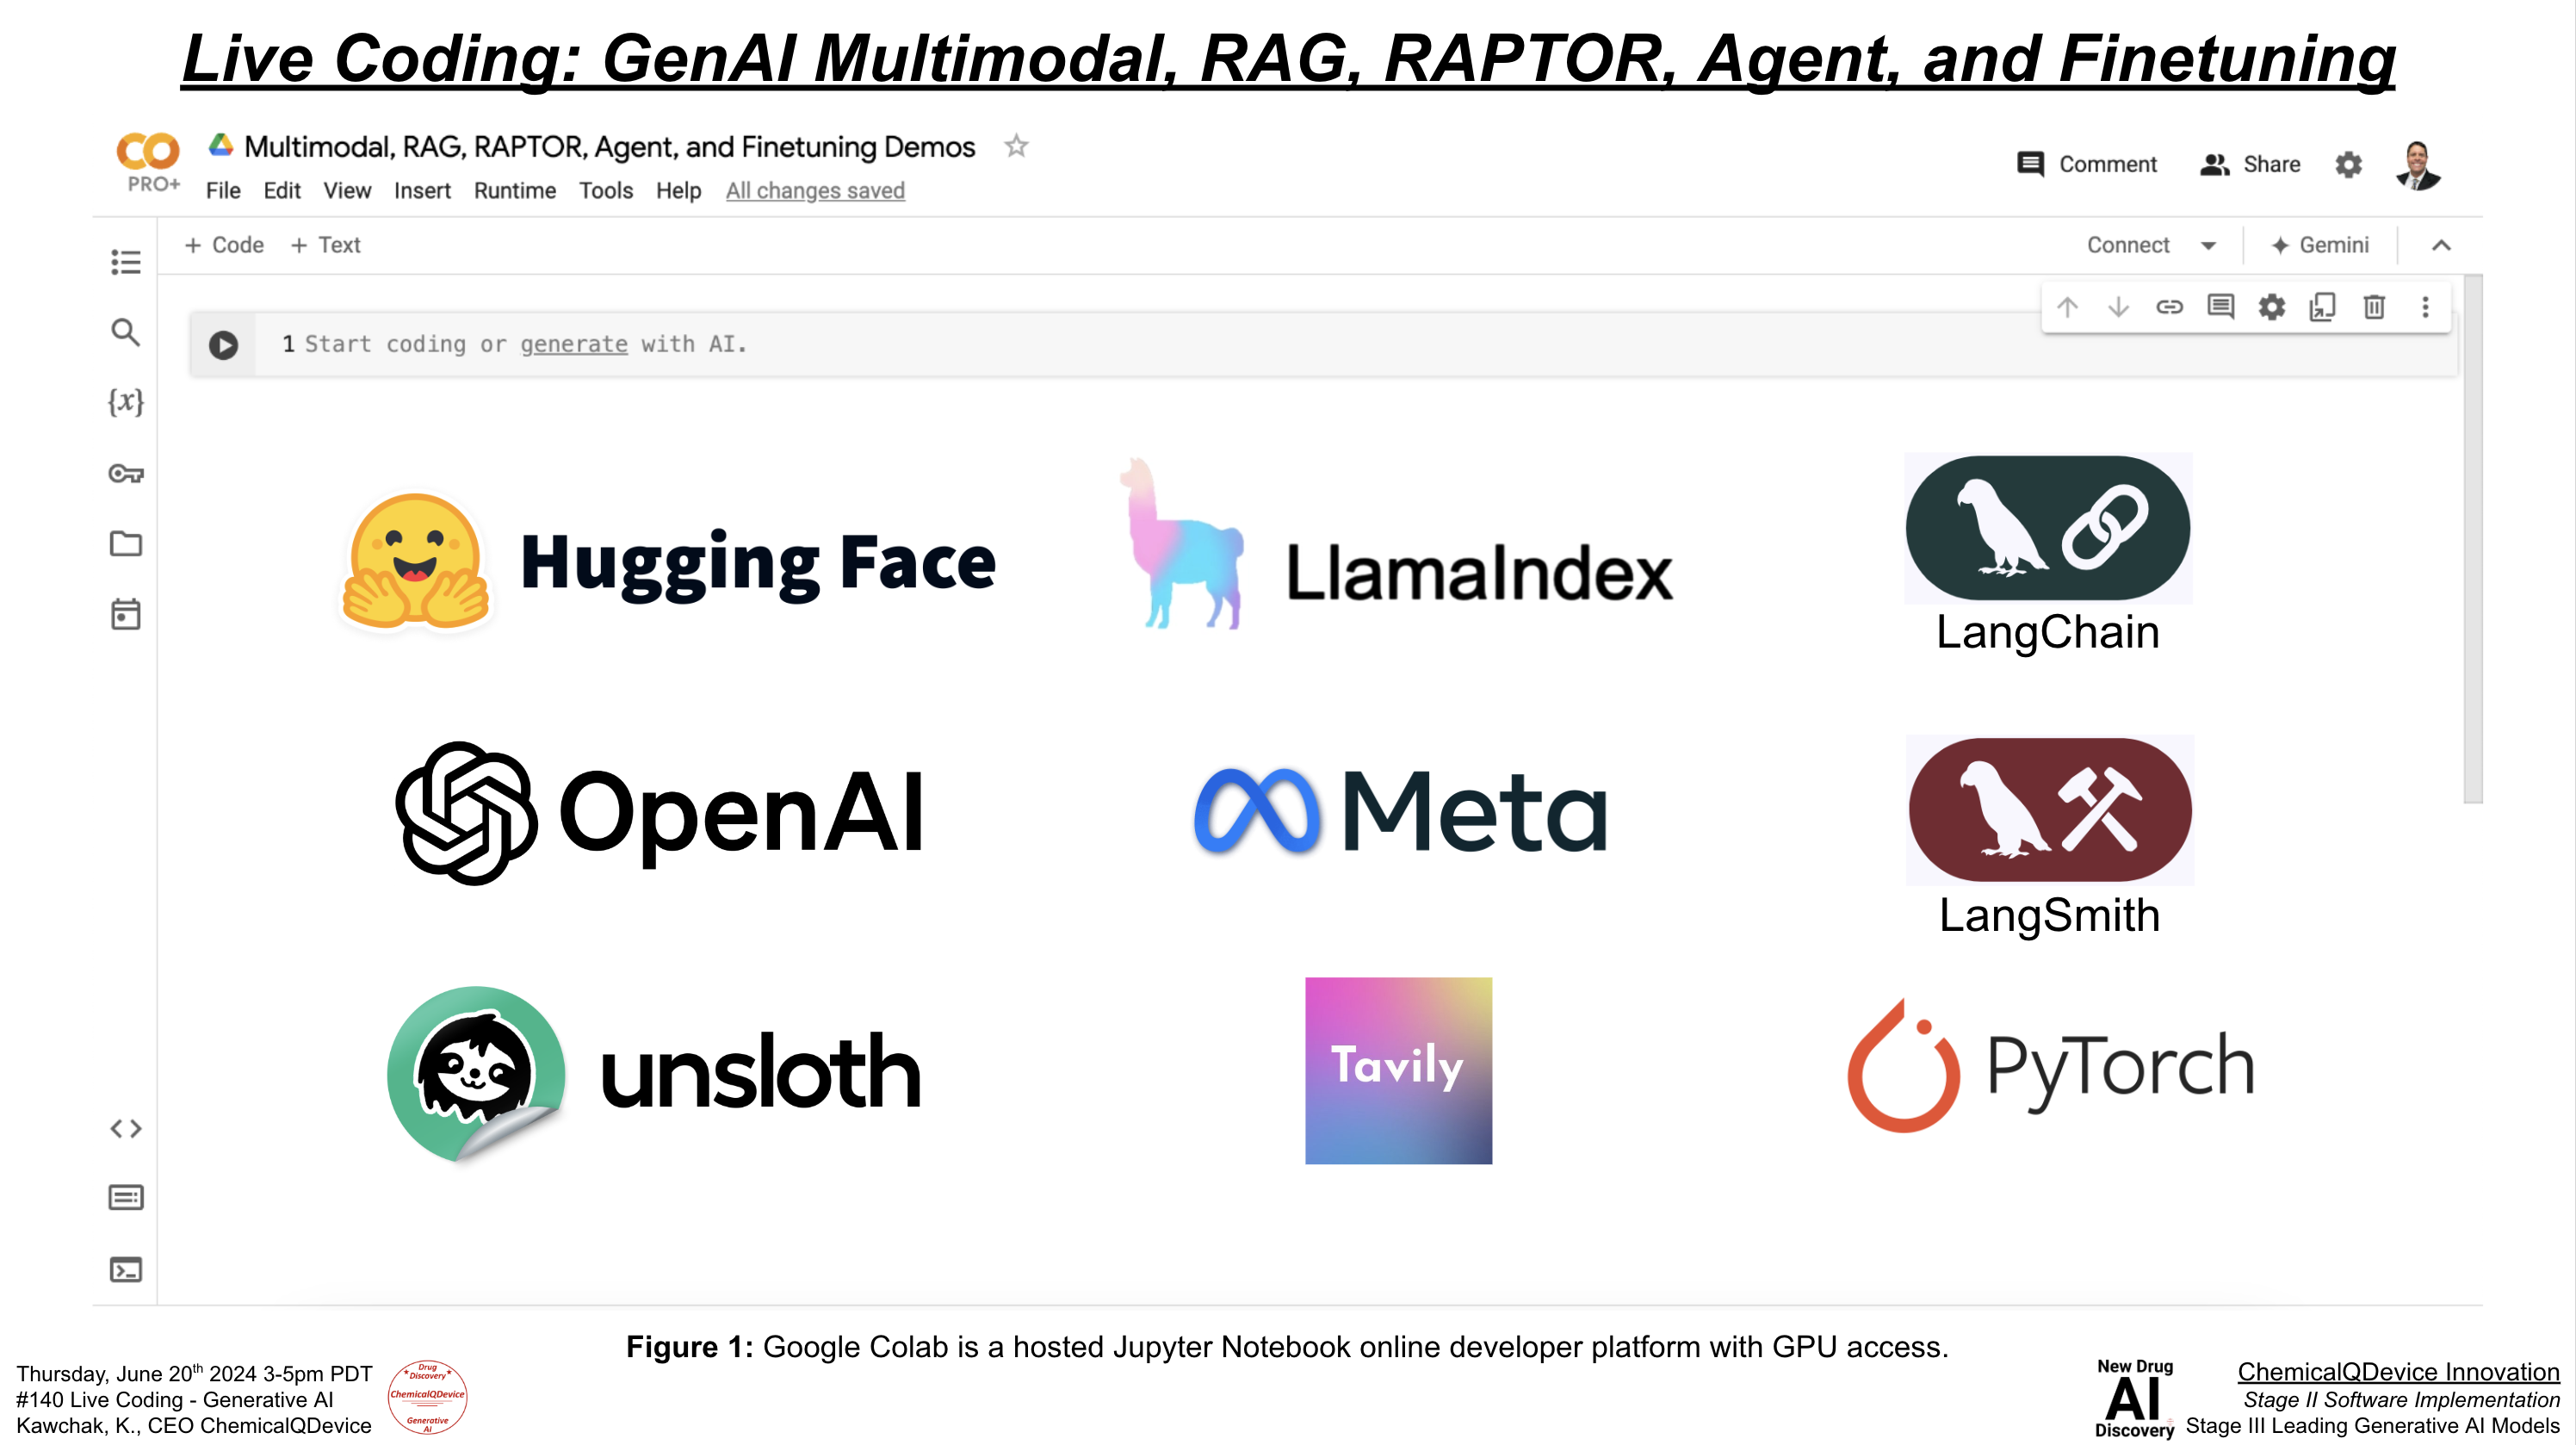 Live Coding: GenAI Multimodal, RAG, RAPTOR, Agent, and Finetuning
CO
PRO+
Multimodal, RAG, RAPTOR, Agent, and Finetuning Demos
Comment
Share
File Edit View Insert Runtime Tools Help All changes saved
+ Code + Text
Connect
Gemini
1 Start coding or generate with AI.
{x}
Hugging Face
LlamaIndex
LangChain
OpenAI
Meta
LangSmith
unsloth
Tavily
PyTorch
Figure 1: Google Colab is a hosted Jupyter Notebook online developer platform with GPU access.
Thursday, June 20th 2024 3-5pm PDT
#140 Live Coding - Generative AI
Kawchak, K., CEO ChemicalQDevice
Drug
Discovery
ChemicalQDevice
Generative
AI
New Drug
AI
Discovery
ChemicalQDevice Innovation
Stage II Software Implementation
Stage III Leading Generative AI Models